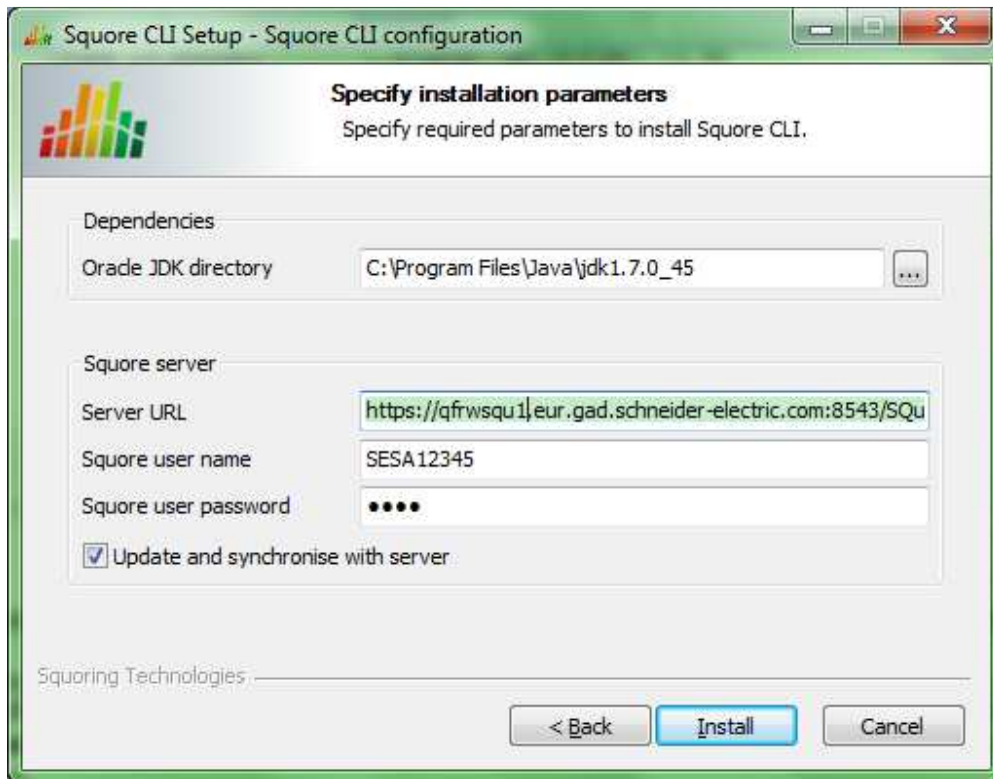 Squore CLI Setup - Squore CLI configuration
Specify installation parameters
Specify required parameters to install Squore CLI.
Dependencies
Oracle JDK directory
C:\Program Files\Java\jdk1.7.0_45
...
Squore server
Server URL
https://qfrwsqu1.eur.gad.schneider-electric.com:8543/SQu
Squore user name
SESA12345
Squore user password
••••
Update and synchronise with server
Squoring Technologies
< Back
Install
Cancel